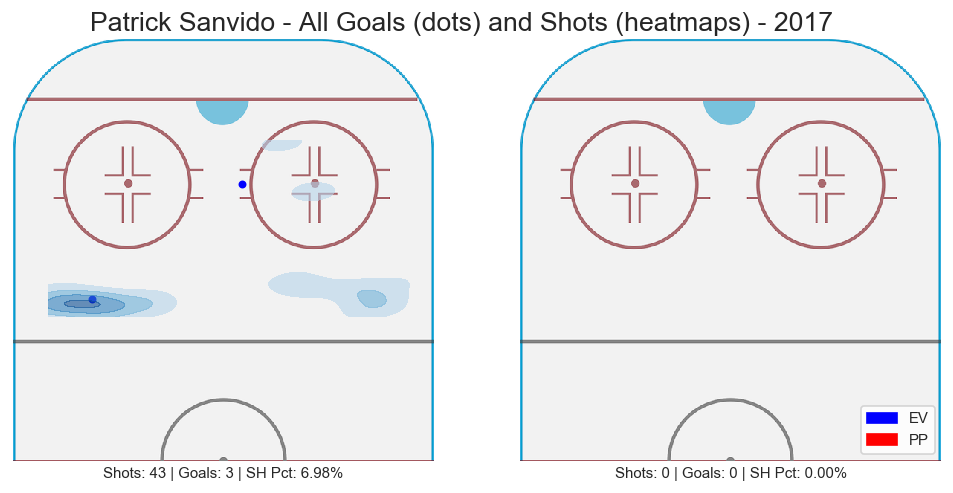 Patrick Sanvido - All Goals (dots) and Shots (heatmaps) - 2017
EV
PP
Shots: 43 | Goals: 3 | SH Pct: 6.98%
Shots: 0 | Goals: 0 | SH Pct: 0.00%